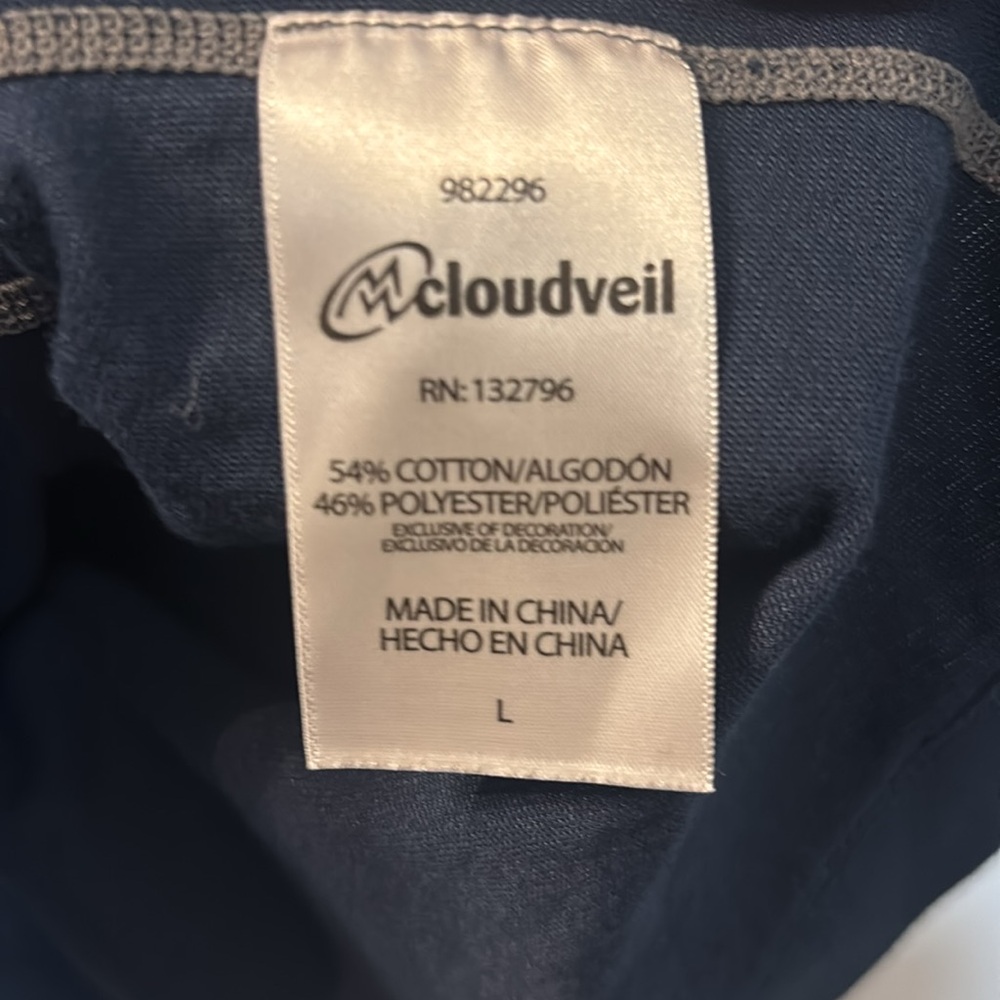 982296
cloudveil
RN: 132796
54% COTTON/ALGODÓN
46% POLYESTER/POLIÉSTER
EXCLUSIVE OF DECORATION/
EXCLUSIVO DE LA DECORACIÓN
MADE IN CHINA/
HECHO EN CHINA
L